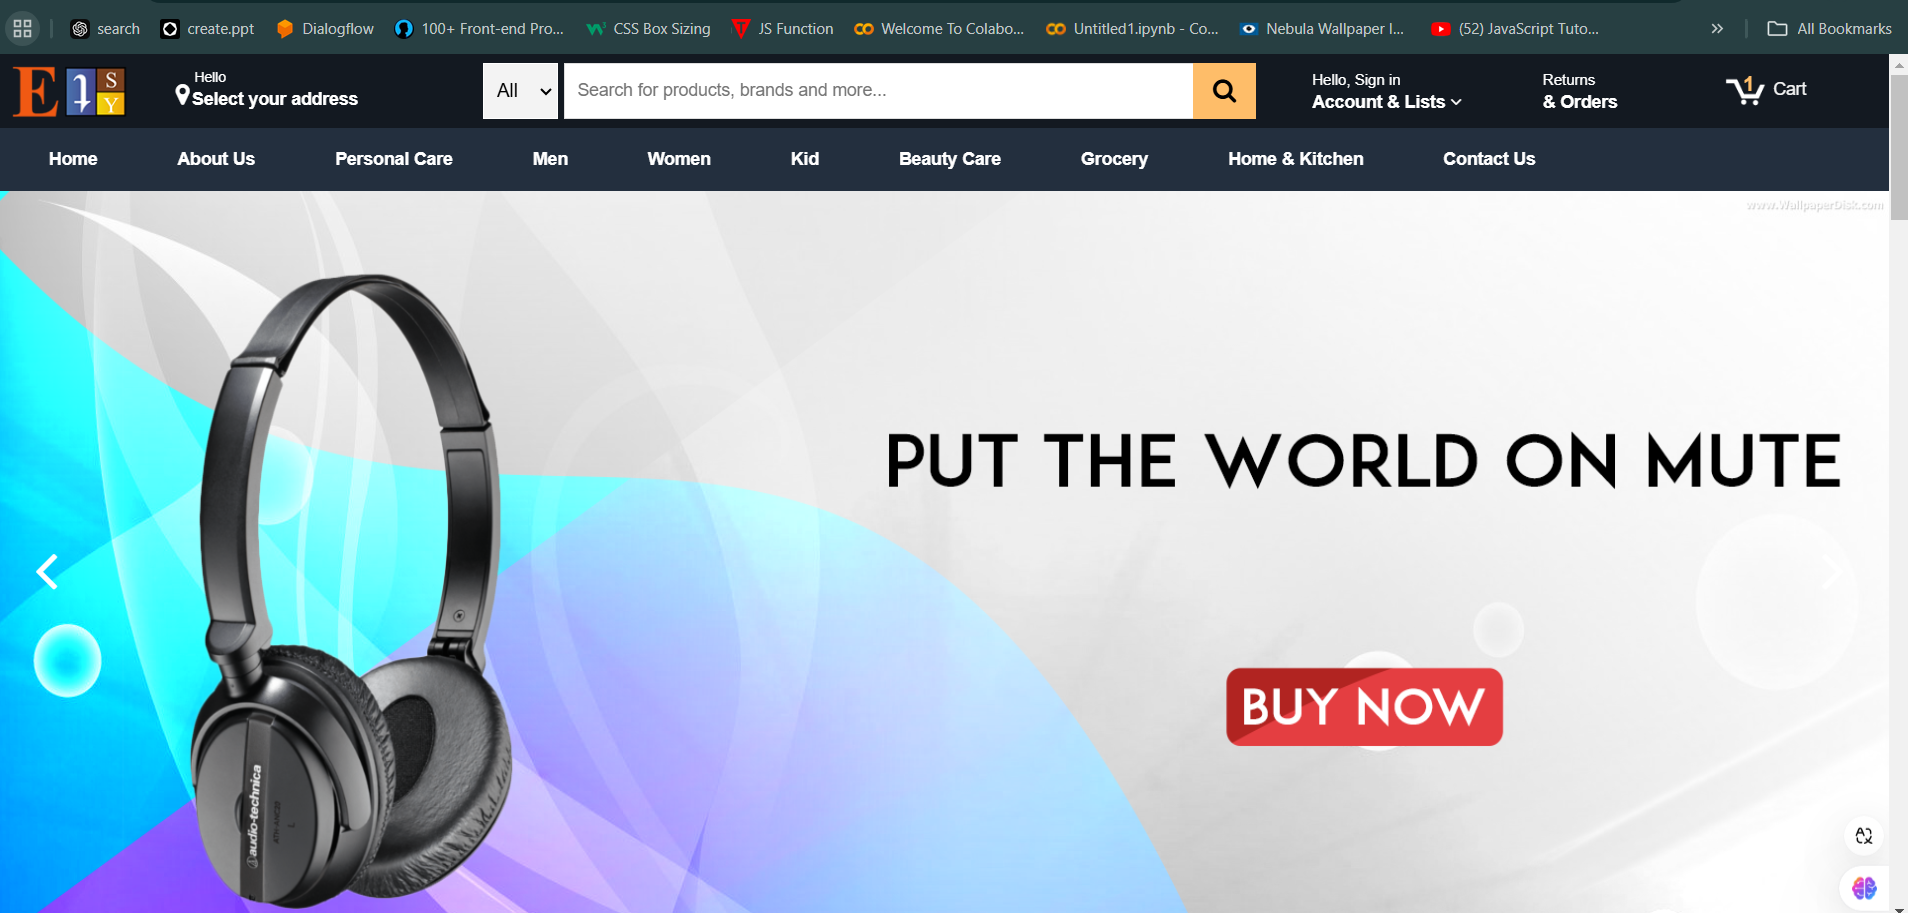 search
create.ppt
Dialogflow
100+ Front-end Pro...
CSS Box Sizing
JS Function
Welcome To Colabo...
Untitled1.ipynb - Co...
Nebula Wallpaper I...
(52) JavaScript Tuto...
All Bookmarks
E t S Y
Hello
Select your address
All
Search for products, brands and more...
Hello, Sign in
Account & Lists
Returns
& Orders
1 Cart
Home
About Us
Personal Care
Men
Women
Kid
Beauty Care
Grocery
Home & Kitchen
Contact Us
www.WallpaperDisk.com
PUT THE WORLD ON MUTE
BUY NOW
audio-technica
L